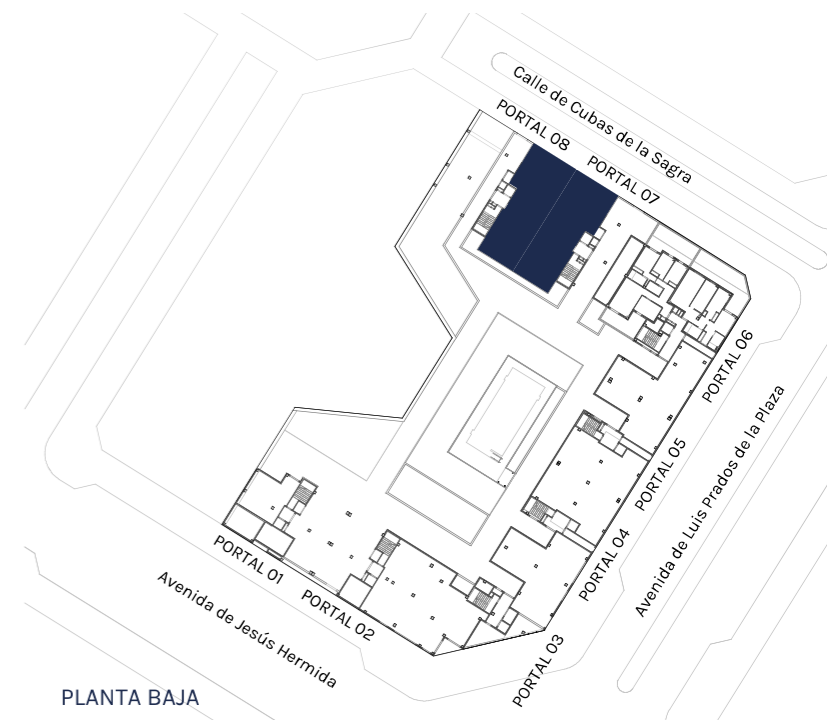 Calle de Cubas de la Sagra
PORTAL 08
PORTAL 07
PORTAL 06
PORTAL 05
Avenida de Luis Prados de la Plaza
PORTAL 04
PORTAL 01
PORTAL 02
Avenida de Jesús Hermida
PORTAL 03
PLANTA BAJA